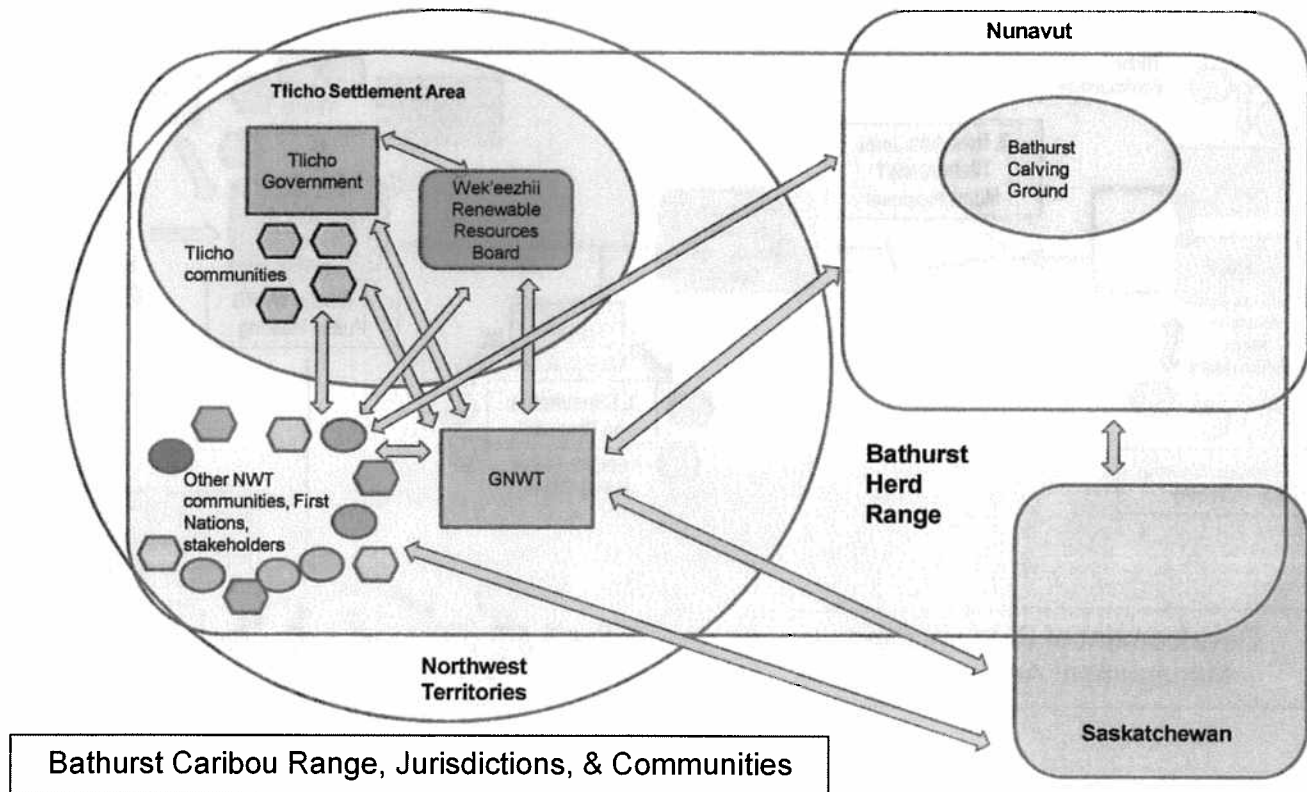 Nunavut
Tlicho Settlement Area
Tlicho
Government
Wek'eezhii
Renewable
Resources
Board
Tlicho
communities
Bathurst
Calving
Ground
GNWT
Bathurst
Herd
Range
Other NWT
communities, First
Nations,
stakeholders
Northwest
Territories
Saskatchewan
Bathurst Caribou Range, Jurisdictions, & Communities